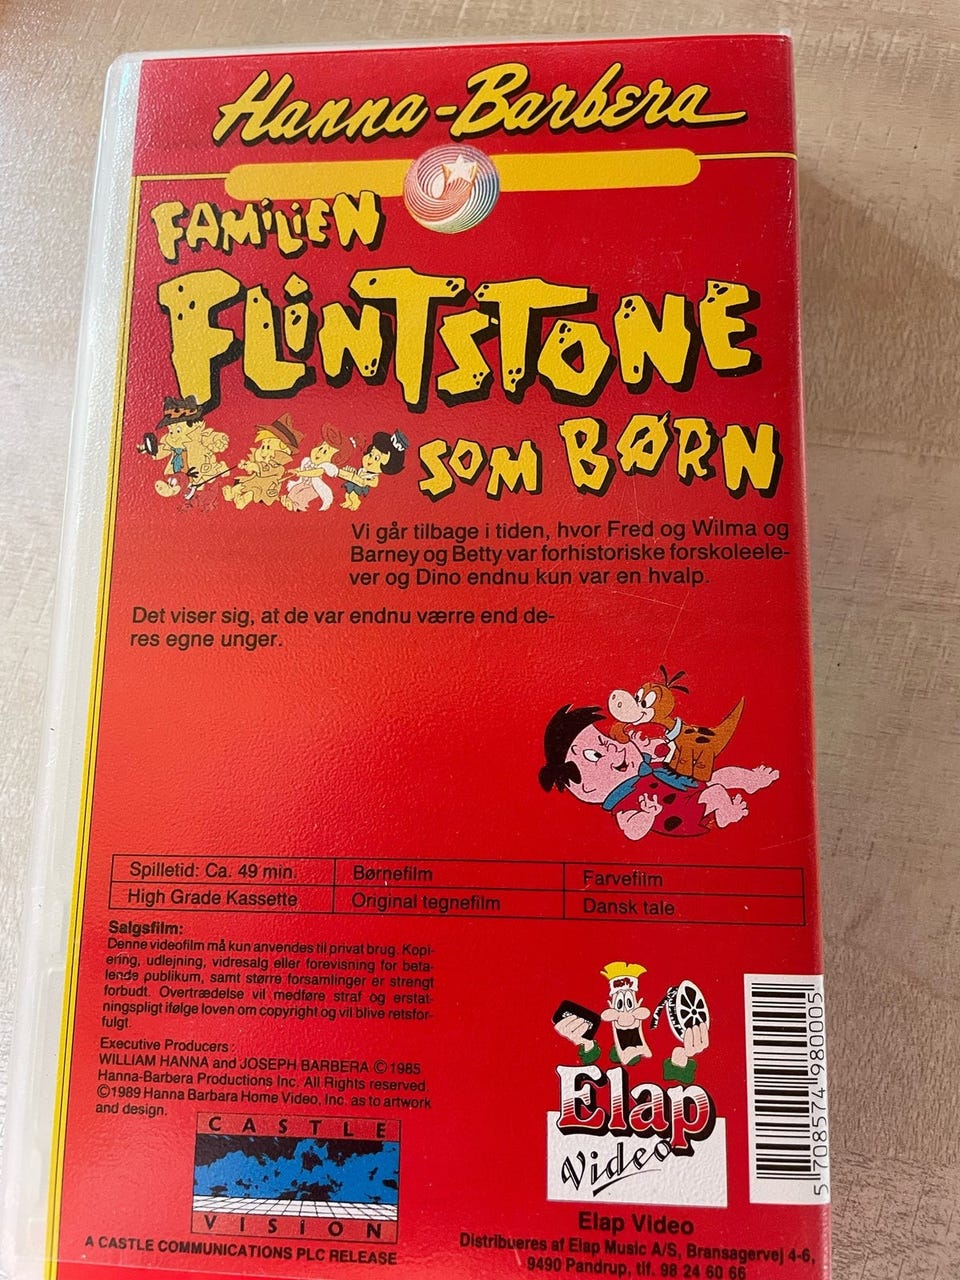 Hanna-Barbera
FAMILIEN
FLINTSTONE
SOM BØRN
Vi går tilbage i tiden, hvor Fred og Wilma og
Barney og Betty var forhistoriske forskoleele-
ver og Dino endnu kun var en hvalp.
Det viser sig, at de var endnu værre end de-
res egne unger.
Spilletid: Ca. 49 min. Børnefilm Farvefilm
High Grade Kassette Original tegnefilm Dansk tale
Salgsfilm:
Denne videofilm må kun anvendes til privat brug. Kopi-
ering, udlejning, vidresalg eller forevisning for beta-
lende publikum, samt større forsamlinger er strengt
forbudt. Overtrædelse vil medføre straf og erstat-
ningspligt ifølge loven om copyright og vil blive retsfor-
fulgt.
Executive Producers :
WILLIAM HANNA and JOSEPH BARBERA ©1985
Hanna-Barbera Productions Inc. All Rights reserved.
©1989 Hanna Barbara Home Video, Inc. as to artwork
and design.
CASTLE
VISION
A CASTLE COMMUNICATIONS PLC RELEASE
Elap
Video
Elap Video
Distribueres af Elap Music A/S, Bransagervej 4-6,
9490 Pandrup, tlf. 98 24 60 66
5 708574 980005